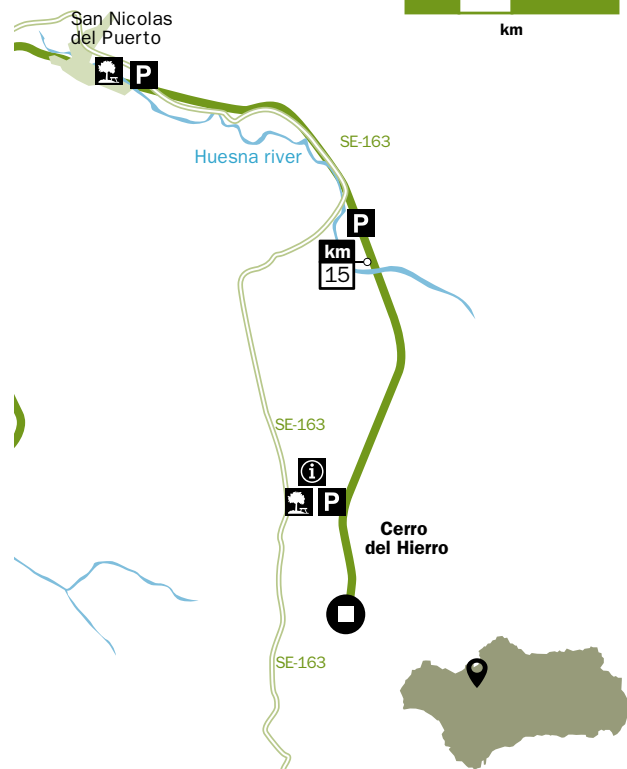 km
San Nicolas
del Puerto
P
SE-163
Huesna river
P
km
15
SE-163
i
P
Cerro
del Hierro
SE-163